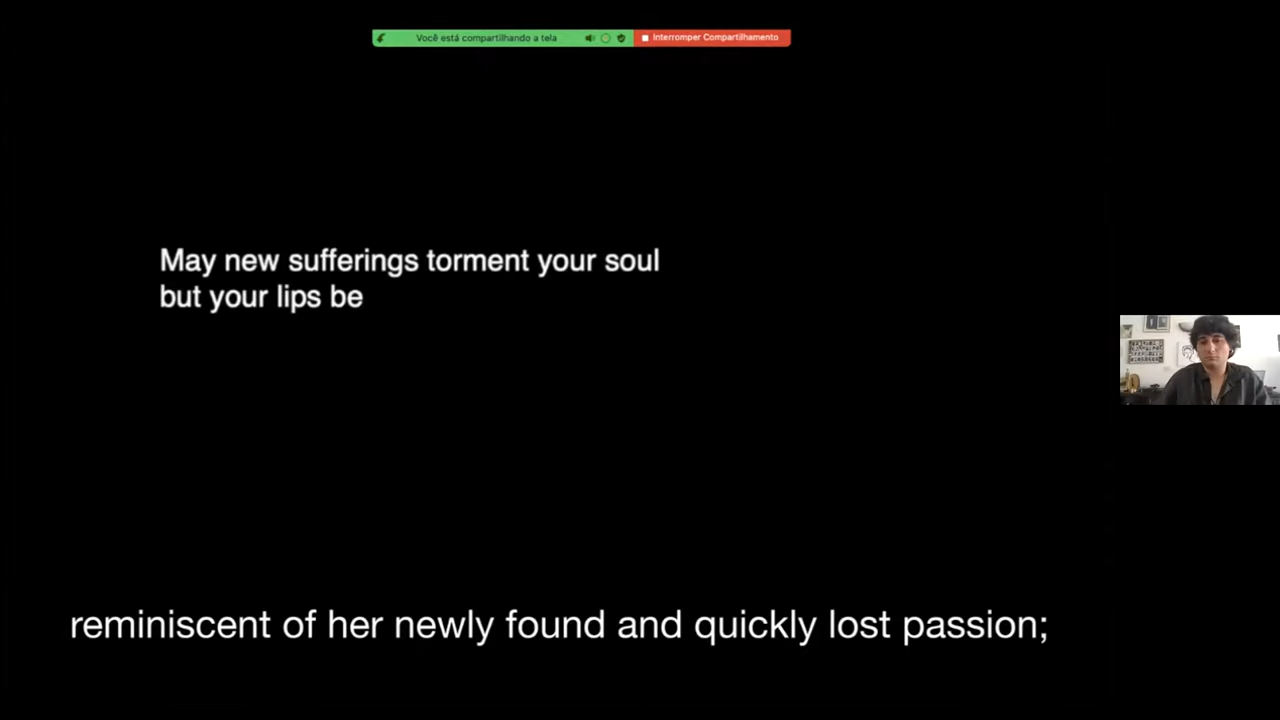 Você está compartilhando a tela
Interromper Compartilhamento
May new sufferings torment your soul
but your lips be
reminiscent of her newly found and quickly lost passion;